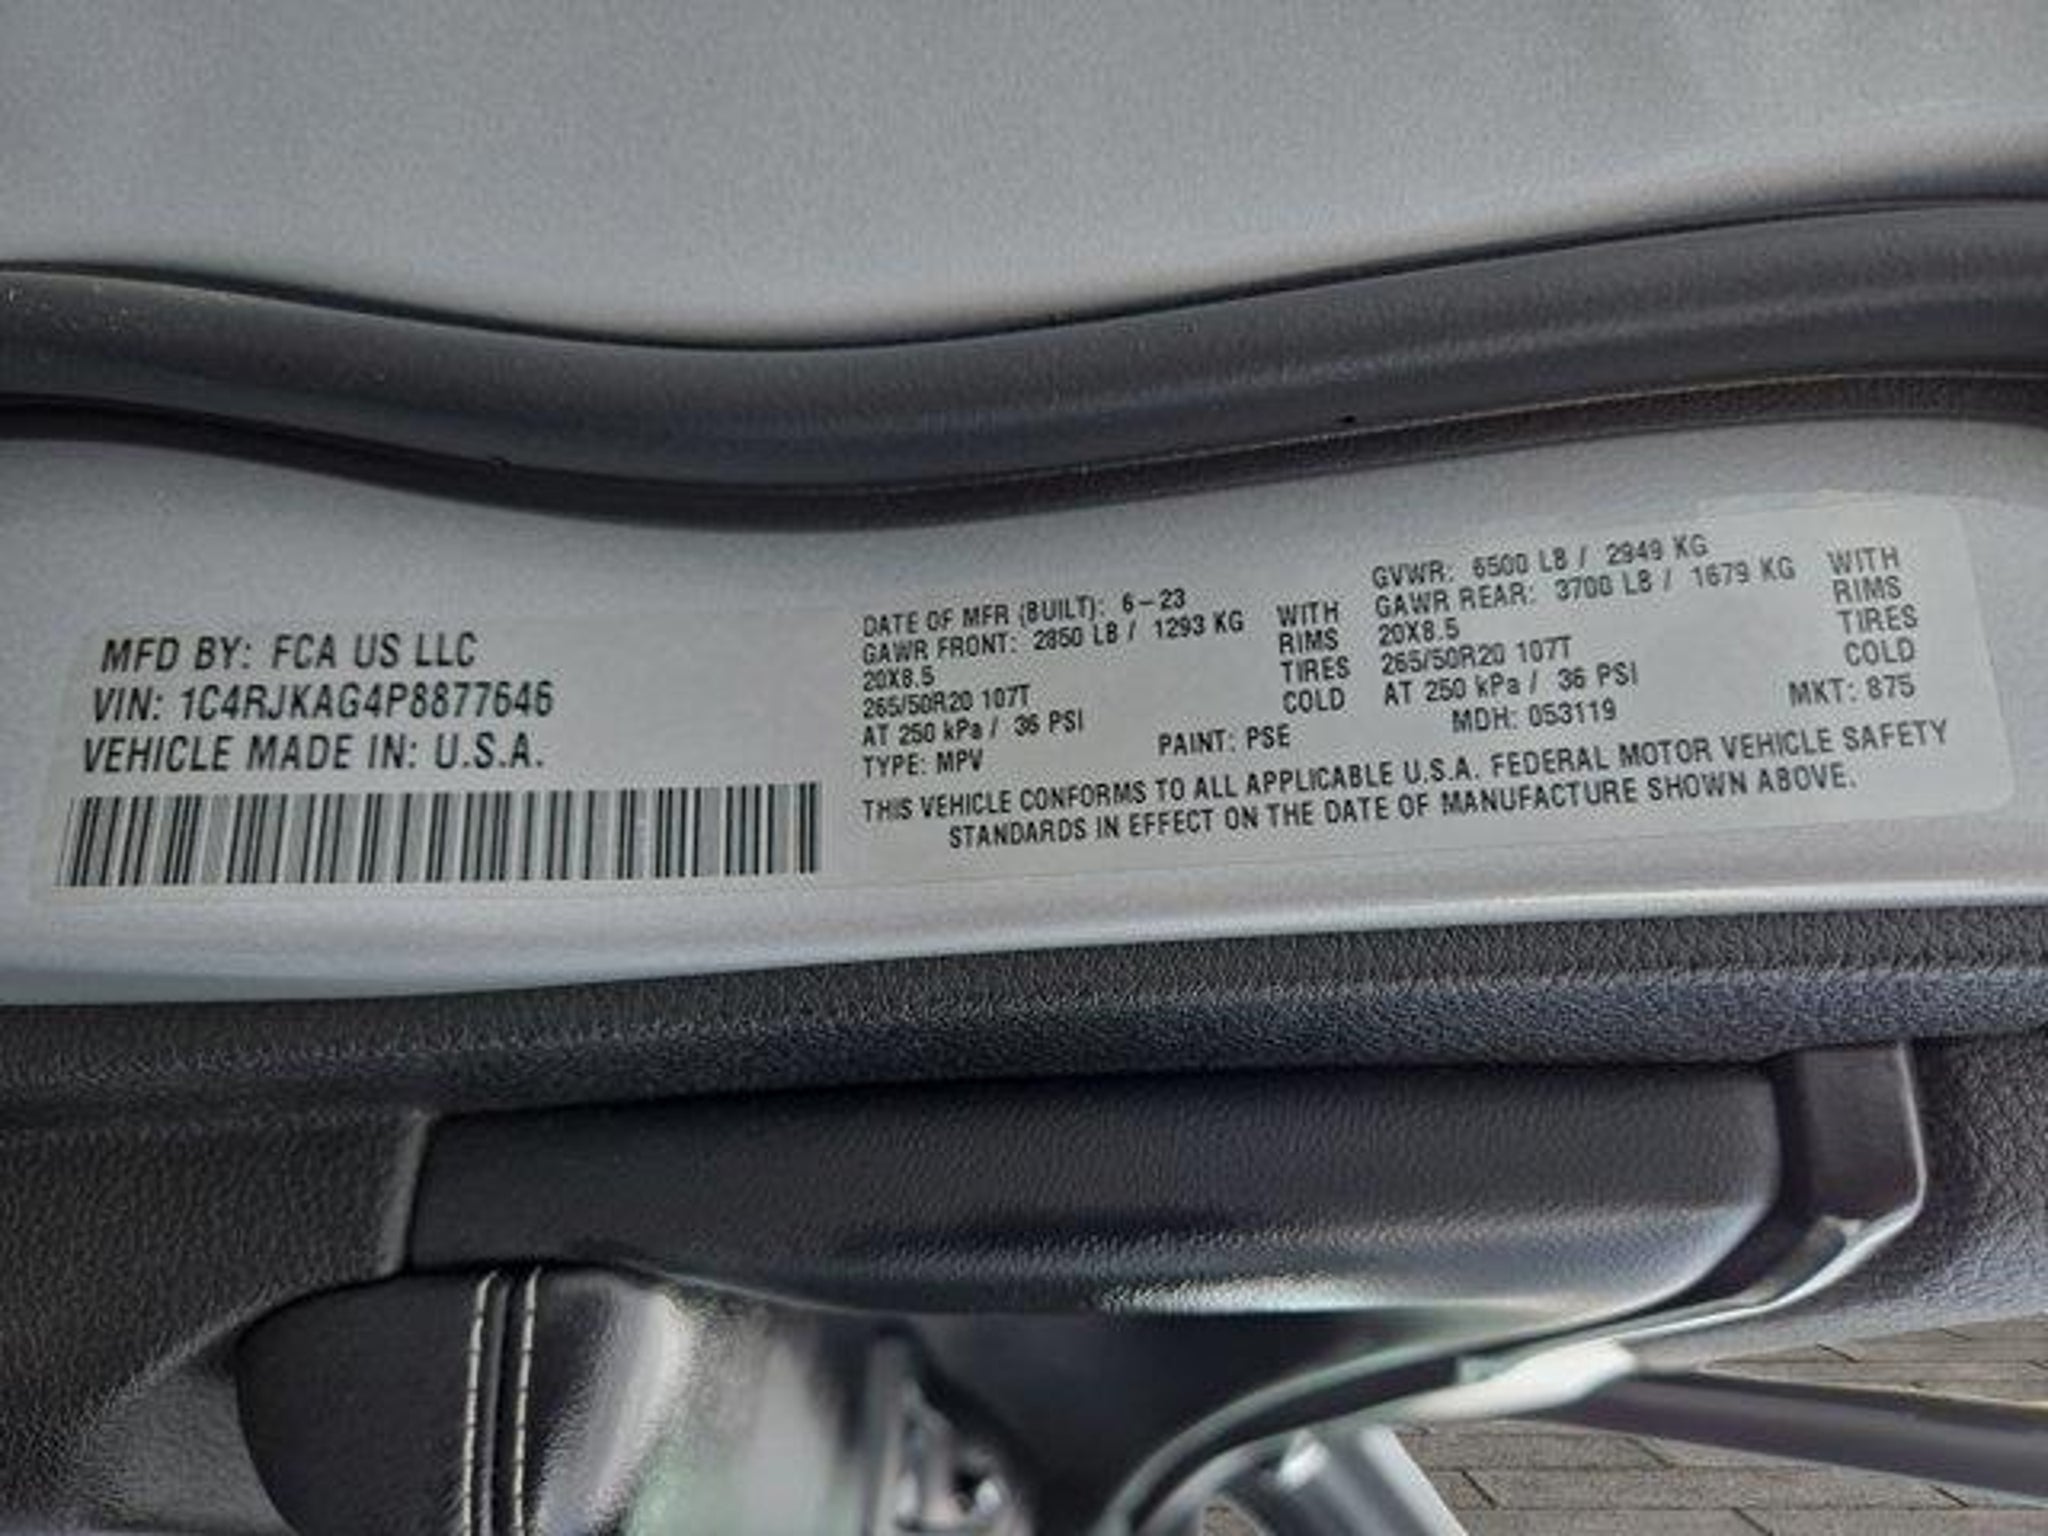 MFD BY: FCA US LLC
VIN: 1C4RJKAG4P8877646
VEHICLE MADE IN: U.S.A.
DATE OF MFR (BUILT): 6-23 GVWR: 6500 LB / 2949 KG
GAWR FRONT: 2850 LB / 1293 KG WITH GAWR REAR: 3700 LB / 1679 KG WITH
20X8.5 RIMS 20X8.5 RIMS
265/50R20 107T TIRES 265/50R20 107T TIRES
AT 250 kPa / 36 PSI COLD AT 250 kPa / 36 PSI COLD
TYPE: MPV PAINT: PSE MDH: 053119 MKT: 875
THIS VEHICLE CONFORMS TO ALL APPLICABLE U.S.A. FEDERAL MOTOR VEHICLE SAFETY
STANDARDS IN EFFECT ON THE DATE OF MANUFACTURE SHOWN ABOVE.